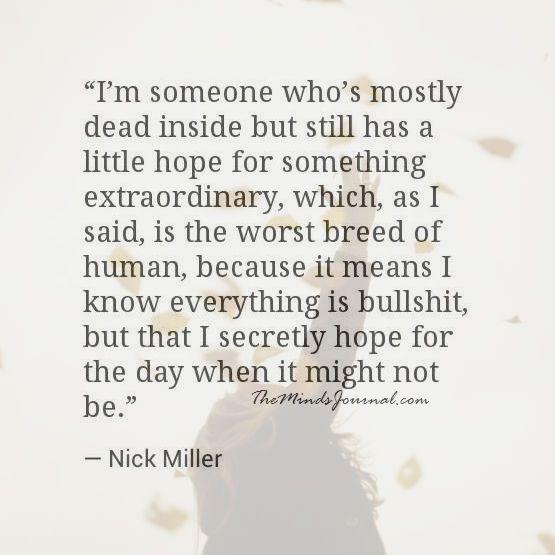 “I’m someone who’s mostly
dead inside but still has a
little hope for something
extraordinary, which, as I
said, is the worst breed of
human, because it means I
know everything is bullshit,
but that I secretly hope for
the day when it might not
be.”
TheMindsJournal.com
— Nick Miller